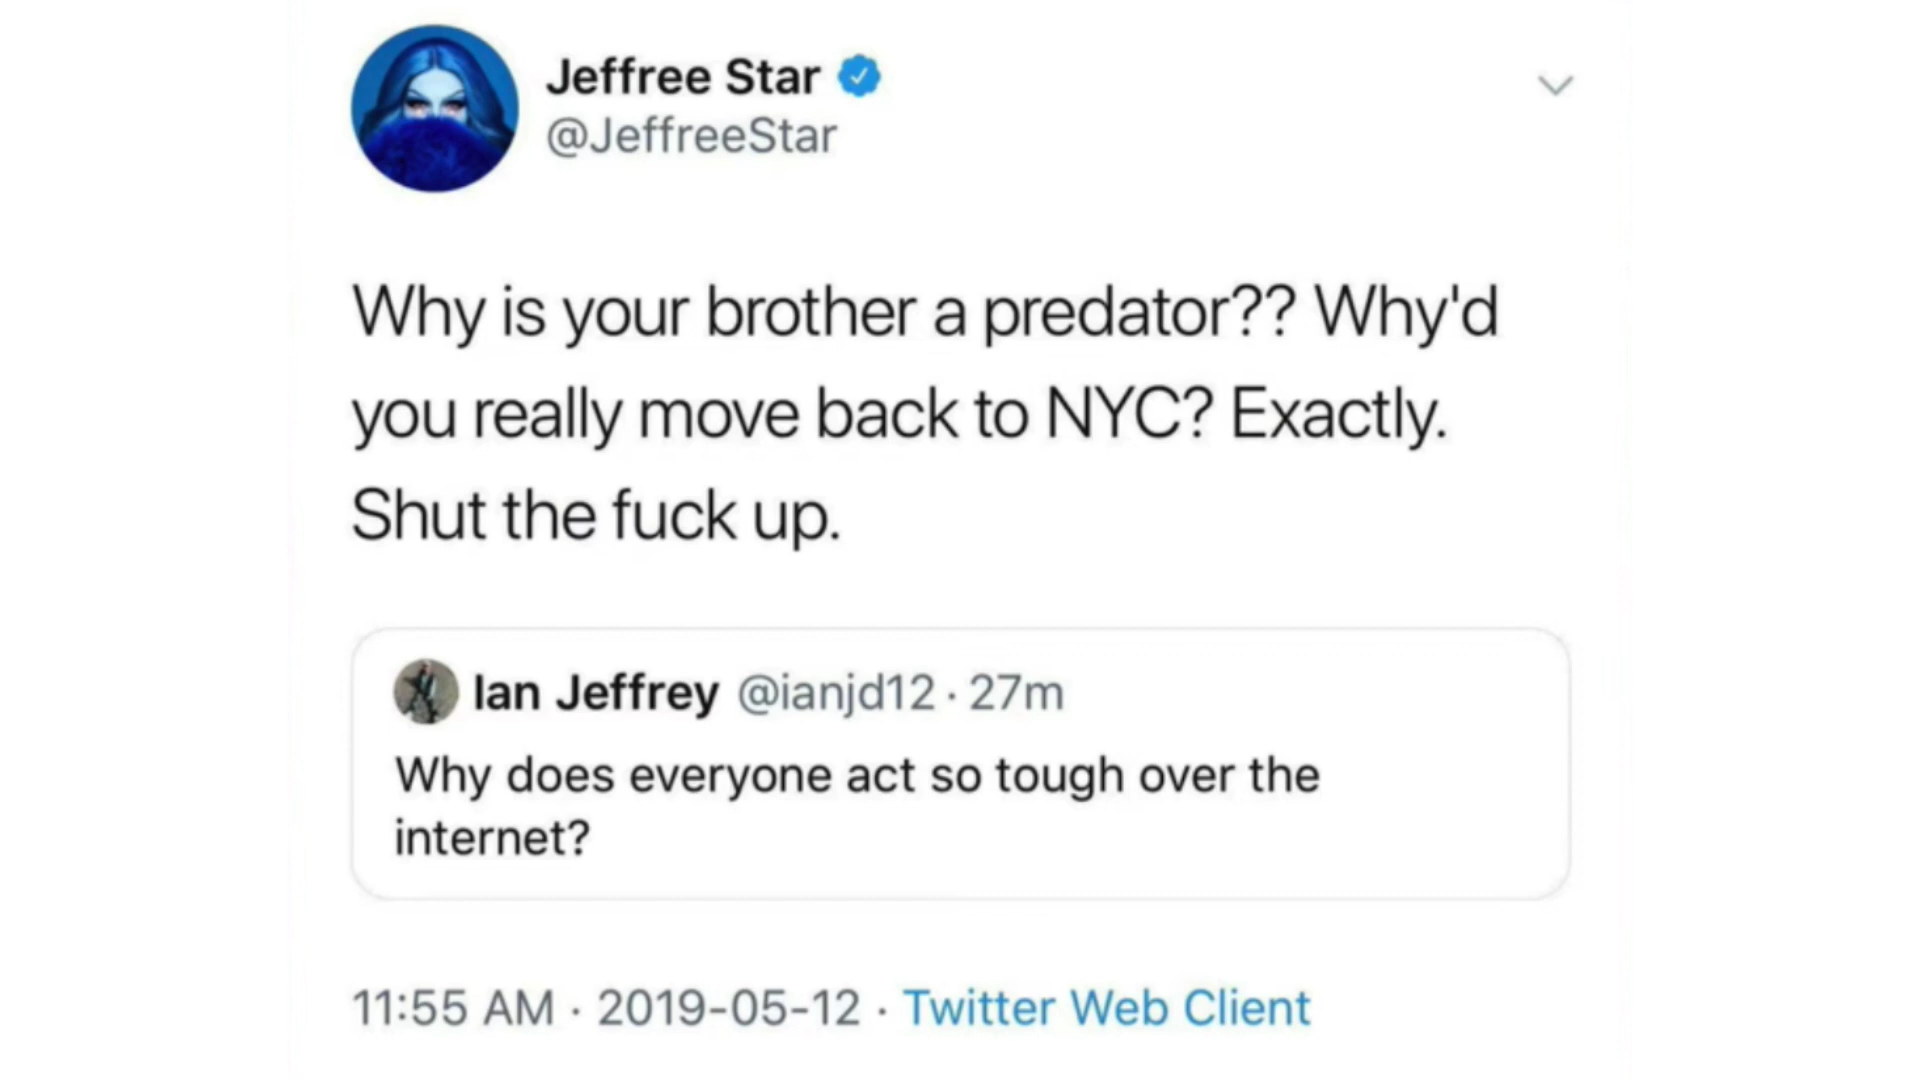 Jeffree Star
@JeffreeStar
Why is your brother a predator?? Why'd
you really move back to NYC? Exactly.
Shut the fuck up.
Ian Jeffrey @ianjd12 · 27m
Why does everyone act so tough over the
internet?
11:55 AM · 2019-05-12 · Twitter Web Client